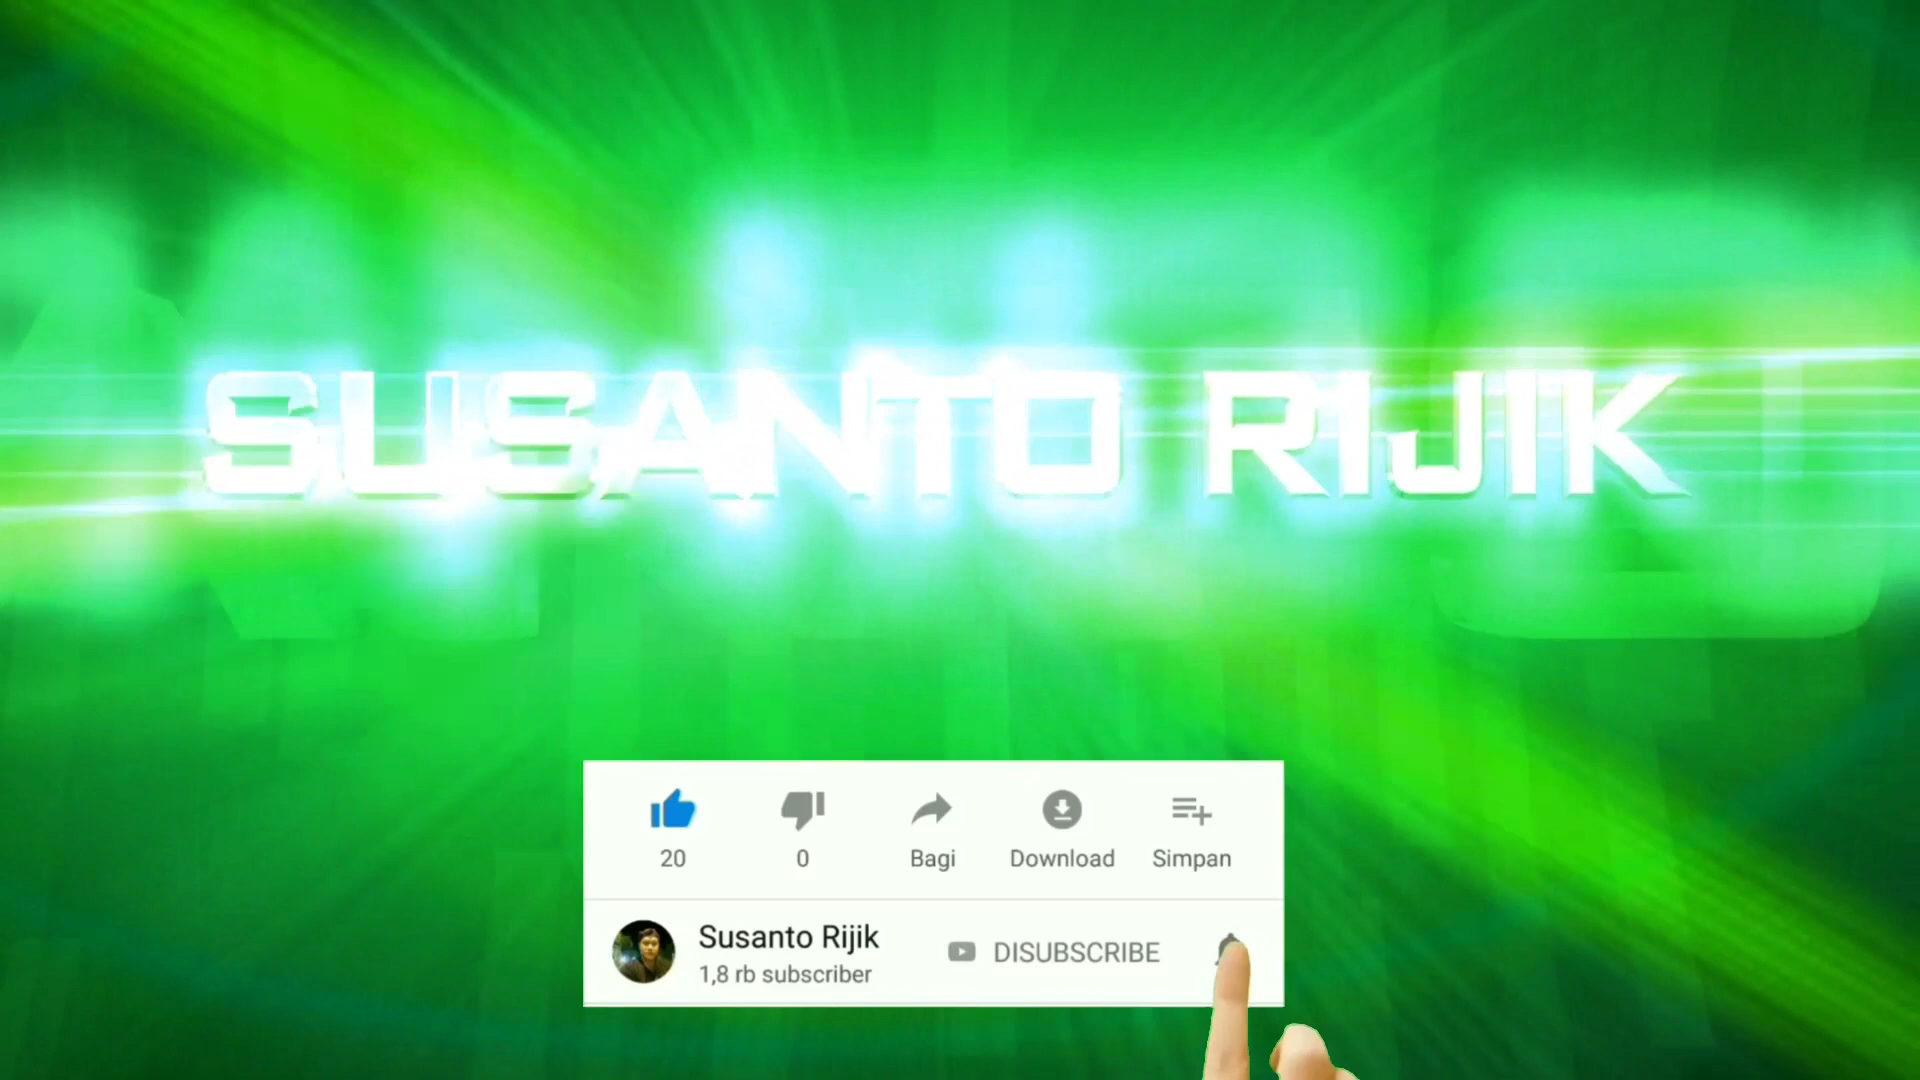 SUSANTO RIJIK
20
0
Bagi
Download
Simpan
Susanto Rijik
DISUBSCRIBE
1,8 rb subscriber